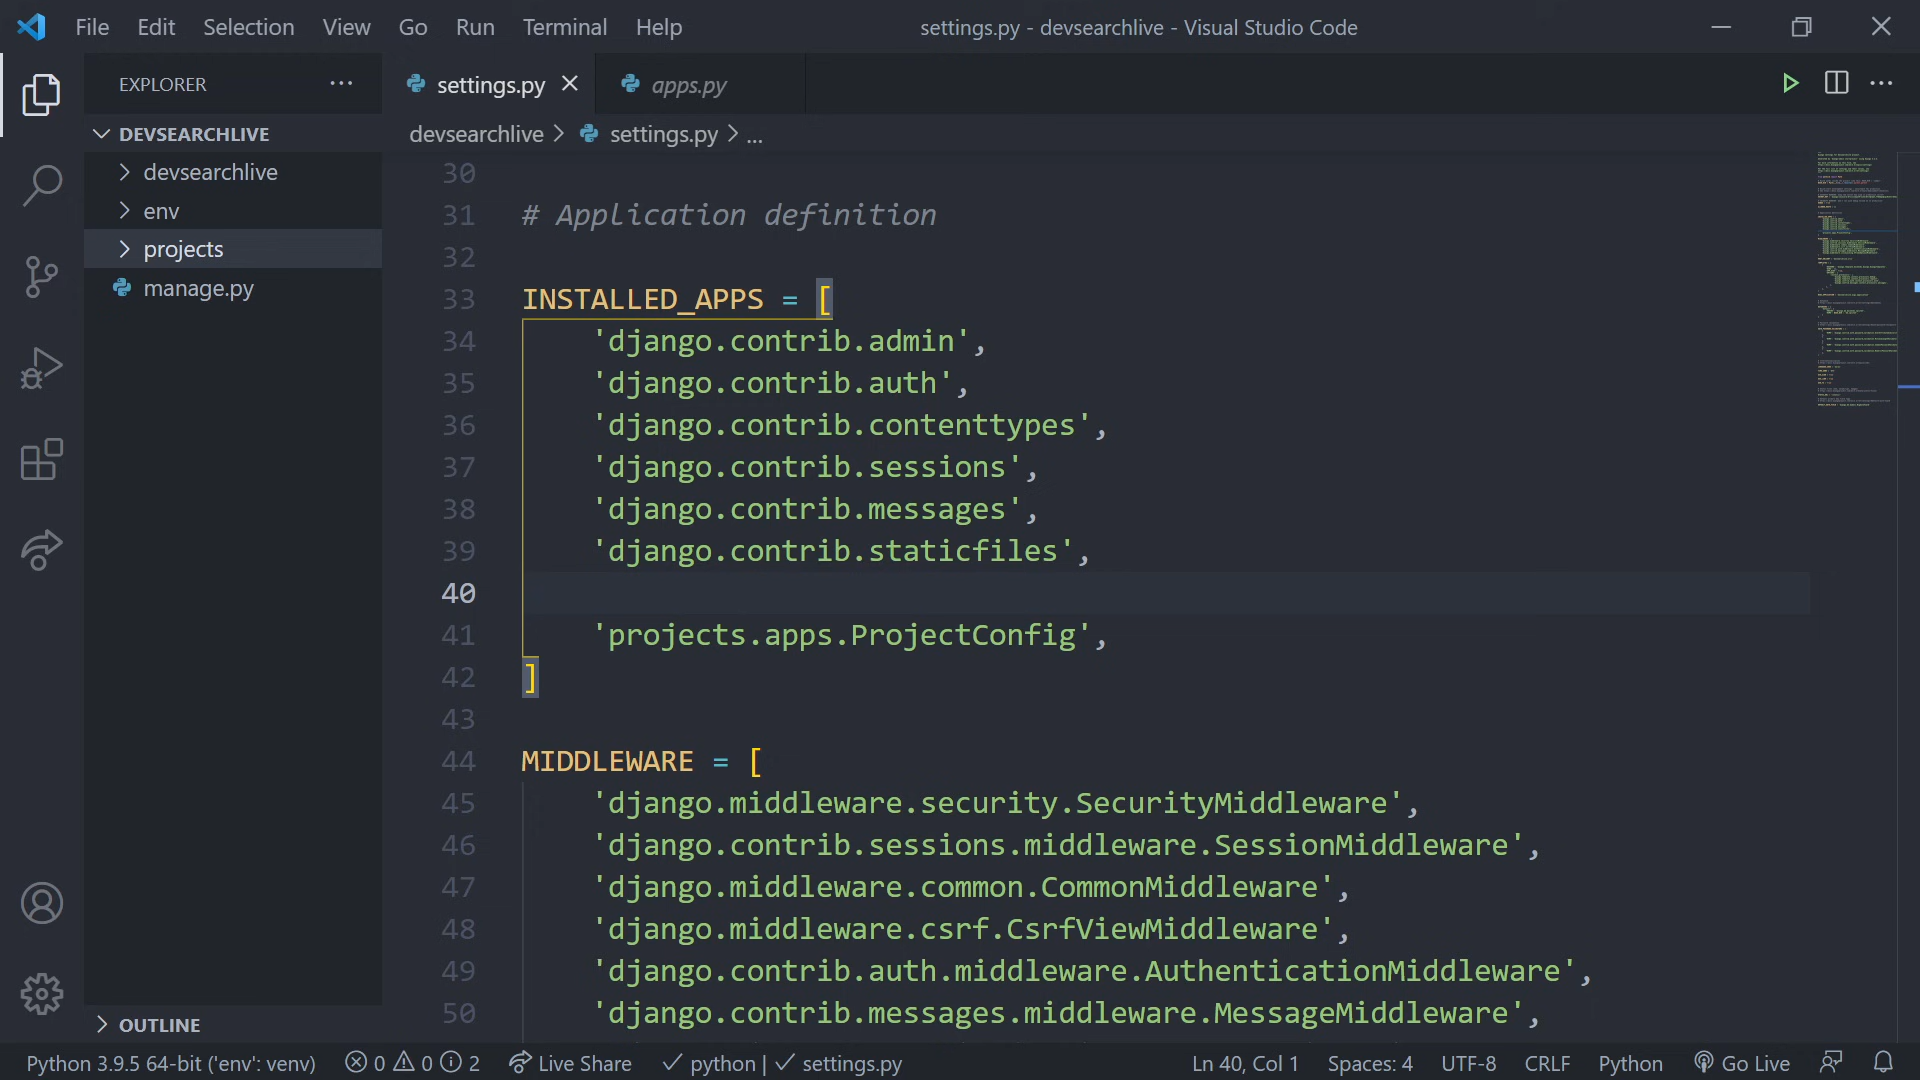 File Edit Selection View Go Run Terminal Help settings.py - devsearchlive - Visual Studio Code
EXPLORER ... settings.py apps.py ...
DEVSEARCHLIVE devsearchlive > settings.py > ...
devsearchlive
env
projects
manage.py
30
31 # Application definition
32
33 INSTALLED_APPS = [
34 'django.contrib.admin',
35 'django.contrib.auth',
36 'django.contrib.contenttypes',
37 'django.contrib.sessions',
38 'django.contrib.messages',
39 'django.contrib.staticfiles',
40
41 'projects.apps.ProjectConfig',
42 ]
43
44 MIDDLEWARE = [
45 'django.middleware.security.SecurityMiddleware',
46 'django.contrib.sessions.middleware.SessionMiddleware',
47 'django.middleware.common.CommonMiddleware',
48 'django.middleware.csrf.CsrfViewMiddleware',
49 'django.contrib.auth.middleware.AuthenticationMiddleware',
50 'django.contrib.messages.middleware.MessageMiddleware',
OUTLINE
Python 3.9.5 64-bit ('env': venv) 0 0 2 Live Share python | settings.py Ln 40, Col 1 Spaces: 4 UTF-8 CRLF Python Go Live